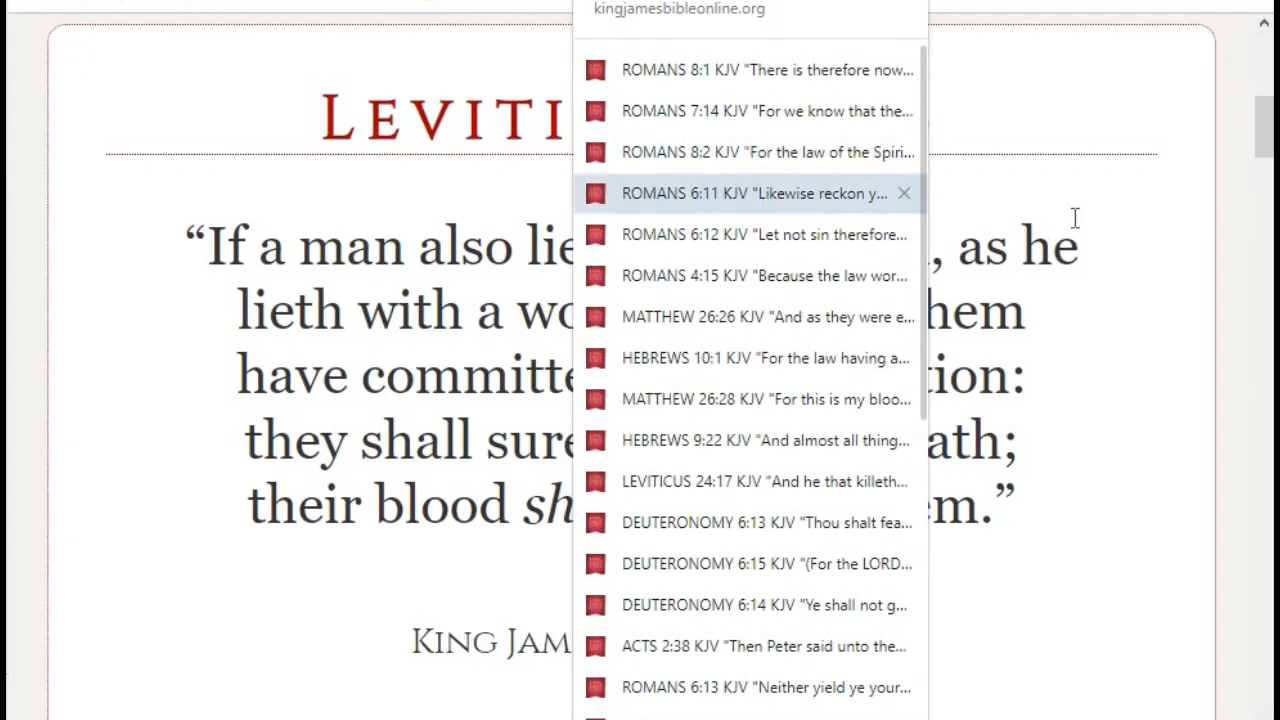 kingjamesbibleonline.org
ROMANS 8:1 KJV "There is therefore now...
ROMANS 7:14 KJV "For we know that the...
ROMANS 8:2 KJV "For the law of the Spiri...
ROMANS 6:11 KJV "Likewise reckon y...
ROMANS 6:12 KJV "Let not sin therefore...
ROMANS 4:15 KJV "Because the law wor...
MATTHEW 26:26 KJV "And as they were e...
HEBREWS 10:1 KJV "For the law having a...
MATTHEW 26:28 KJV "For this is my bloo...
HEBREWS 9:22 KJV "And almost all thing...
LEVITICUS 24:17 KJV "And he that killeth...
DEUTERONOMY 6:13 KJV "Thou shalt fea...
DEUTERONOMY 6:15 KJV "(For the LORD...
DEUTERONOMY 6:14 KJV "Ye shall not g...
ACTS 2:38 KJV "Then Peter said unto the...
ROMANS 6:13 KJV "Neither yield ye your...
LEVITI
“If a man also lie , as he
lieth with a wo hem
have committe tion:
they shall sure ath;
their blood sh em.”
KING JAM